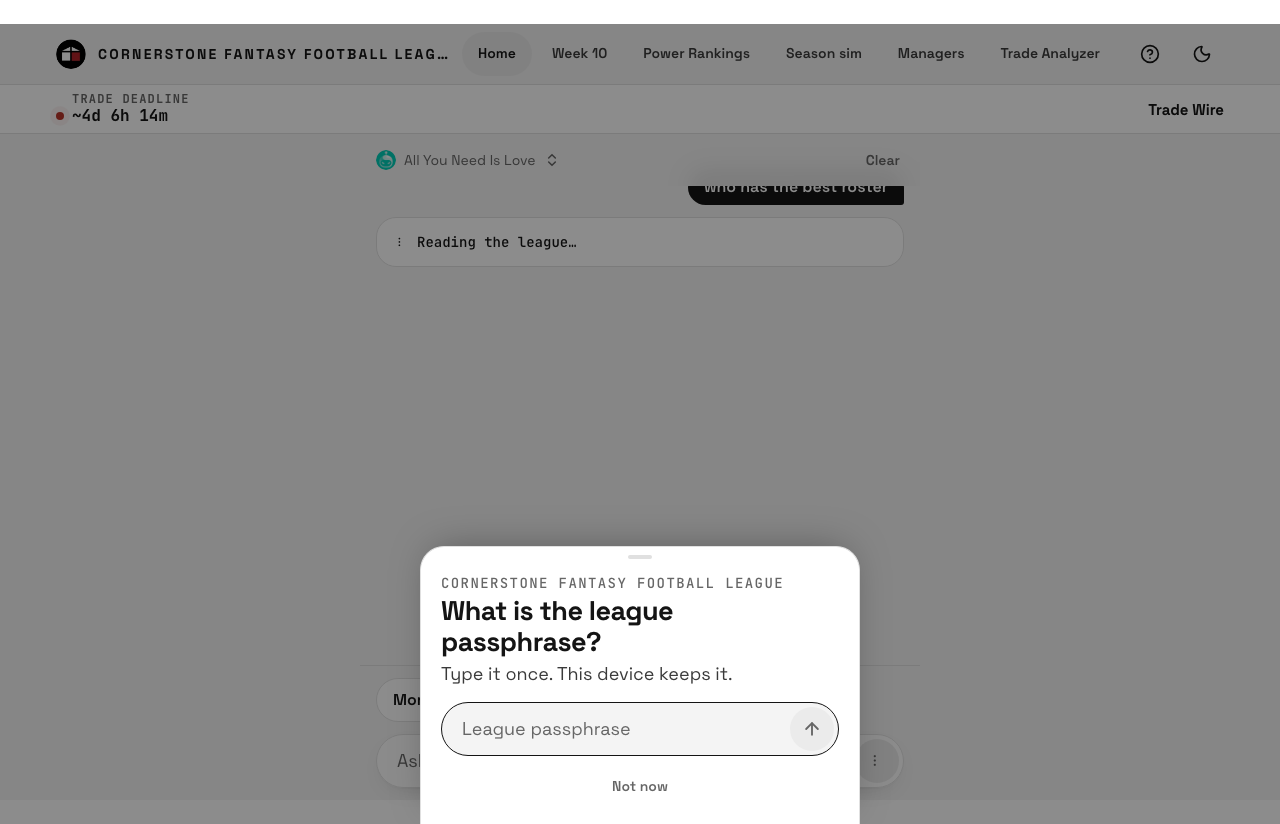 CORNERSTONE FANTASY FOOTBALL LEAG…
Home
Week 10
Power Rankings
Season sim
Managers
Trade Analyzer
TRADE DEADLINE
~4d 6h 14m
Trade Wire
All You Need Is Love
Clear
who has the best roster
Reading the league…
CORNERSTONE FANTASY FOOTBALL LEAGUE
What is the league
passphrase?
Type it once. This device keeps it.
League passphrase
Not now